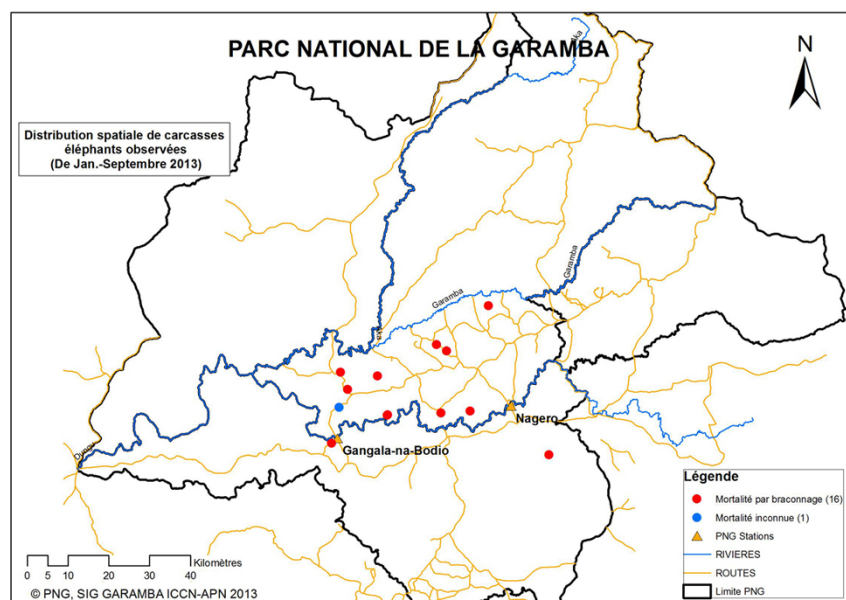 PARC NATIONAL DE LA GARAMBA
N
Distribution spatiale de carcasses
éléphants observées
(De Jan.-Septembre 2013)
Aka
Garamba
Garamba
Aka
Nagero
Gangala-na-Bodio
Dungu
Légende
Mortalité par braconnage (16)
Mortalité inconnue (1)
PNG Stations
RIVIERES
ROUTES
Limite PNG
Kilomètres
0 10 20 30 40
© PNG, SIG GARAMBA ICCN-APN 2013